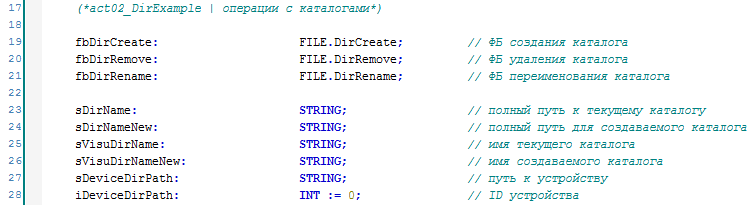 17 (*act02_DirExample | операции с каталогами*)
18
19 fbDirCreate: FILE.DirCreate; // ФБ создания каталога
20 fbDirRemove: FILE.DirRemove; // ФБ удаления каталога
21 fbDirRename: FILE.DirRename; // ФБ переименования каталога
22
23 sDirName: STRING; // полный путь к текущему каталогу
24 sDirNameNew: STRING; // полный путь для создаваемого каталога
25 sVisuDirName: STRING; // имя текущего каталога
26 sVisuDirNameNew: STRING; // имя создаваемого каталога
27 sDeviceDirPath: STRING; // путь к устройству
28 iDeviceDirPath: INT := 0; // ID устройства